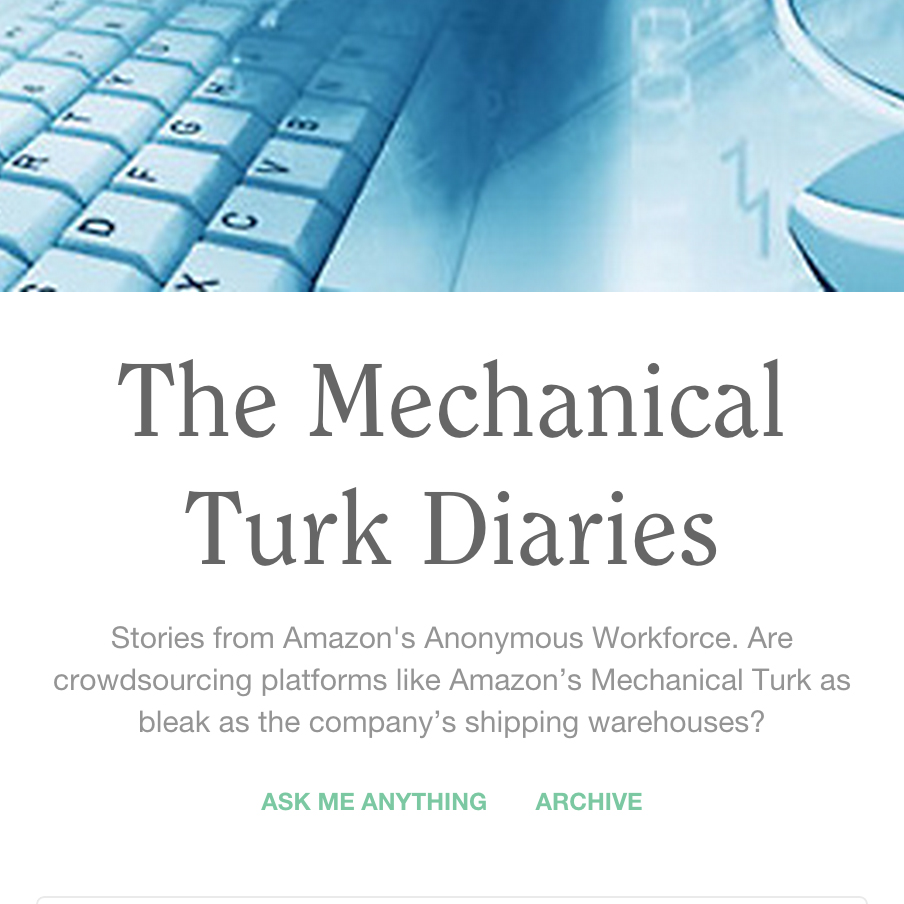 T Y U
R G H
F V B
D C
S X
The Mechanical
Turk Diaries
Stories from Amazon's Anonymous Workforce. Are
crowdsourcing platforms like Amazon’s Mechanical Turk as
bleak as the company’s shipping warehouses?
ASK ME ANYTHING ARCHIVE